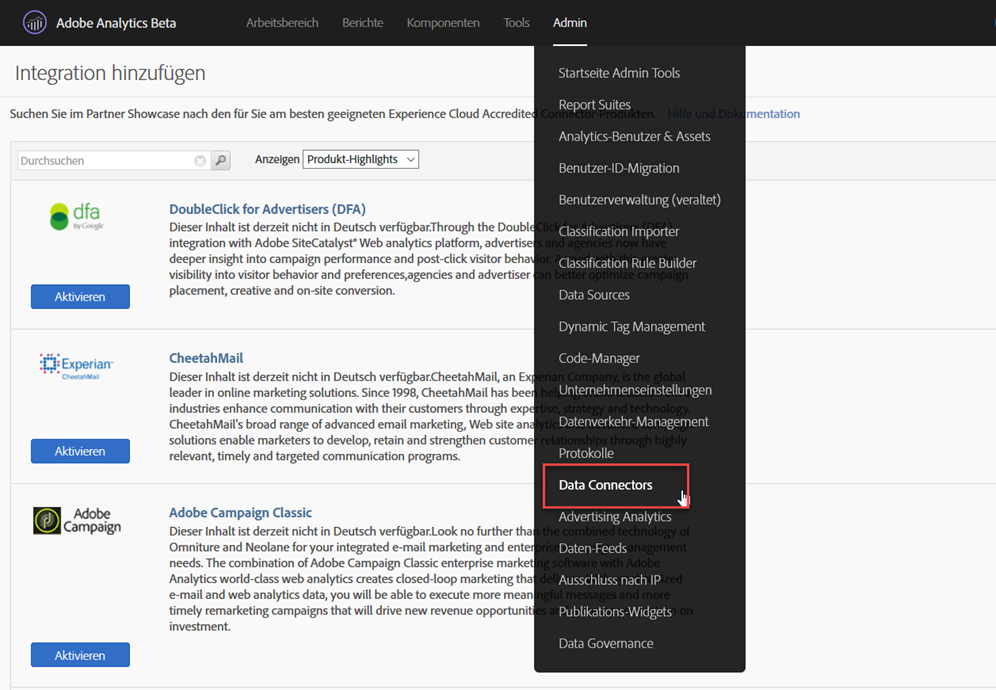 Adobe Analytics Beta
Arbeitsbereich Berichte Komponenten Tools Admin
Integration hinzufügen
Suchen Sie im Partner Showcase nach den für Sie am besten geeigneten Experience Cloud Accredited Connector-Produkten. Hilfe und Dokumentation
Durchsuchen
Anzeigen Produkt-Highlights
dfa
by Google
DoubleClick for Advertisers (DFA)
Dieser Inhalt ist derzeit nicht in Deutsch verfügbar.Through the DoubleClick for Advertisers (DFA)
integration with Adobe SiteCatalyst® Web analytics platform, advertisers and agencies now have
deeper insight into campaign performance and post-click visitor behavior.
visibility into visitor behavior and preferences,agencies and advertiser can better optimize campaign
placement, creative and on-site conversion.
Aktivieren
Experian
CheetahMail
CheetahMail
Dieser Inhalt ist derzeit nicht in Deutsch verfügbar.CheetahMail, an Experian Company, is the global
leader in online marketing solutions. Since 1998, CheetahMail has been
industries enhance communication with their customers through expertise, strategy and technology.
CheetahMail's broad range of advanced email marketing, Web site analytics
solutions enable marketers to develop, retain and strengthen customer relationships through highly
relevant, timely and targeted communication programs.
Aktivieren
Adobe
Campaign
Adobe Campaign Classic
Dieser Inhalt ist derzeit nicht in Deutsch verfügbar.Look no further than the combined technology of
Omniture and Neolane for your integrated e-mail marketing and enterprise management
needs. The combination of Adobe Campaign Classic enterprise marketing software with Adobe
Analytics world-class web analytics creates closed-loop marketing that
e-mail and web analytics data, you will be able to execute more meaningful messages and more
timely remarketing campaigns that will drive new revenue opportunities on
investment.
Aktivieren
Startseite Admin Tools
Report Suites
Analytics-Benutzer & Assets
Benutzer-ID-Migration
Benutzerverwaltung (veraltet)
Classification Importer
Classification Rule Builder
Data Sources
Dynamic Tag Management
Code-Manager
Unternehmenseinstellungen
Datenverkehr-Management
Protokolle
Data Connectors
Advertising Analytics
Daten-Feeds
Ausschluss nach IP
Publikations-Widgets
Data Governance